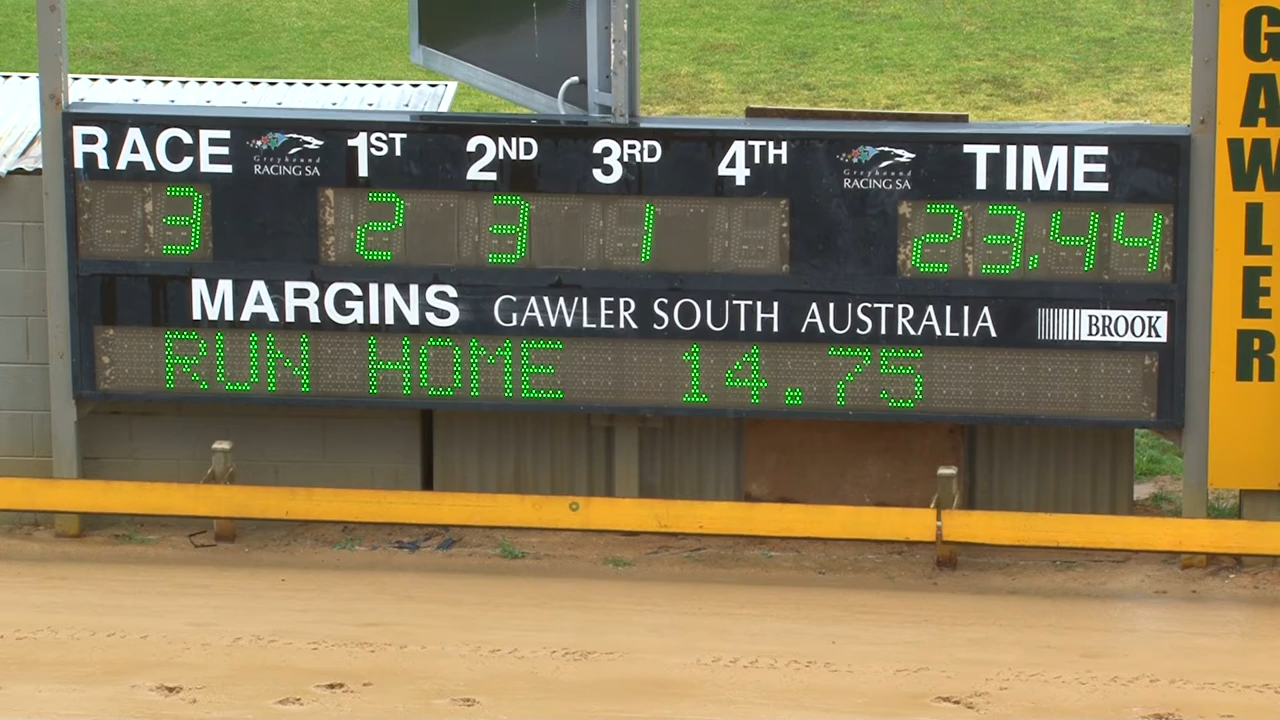 RACE Greyhound RACING SA 1ST 2ND 3RD 4TH Greyhound RACING SA TIME
3 2 3 1 23.44
MARGINS GAWLER SOUTH AUSTRALIA BROOK
RUN HOME 14.75
GAWLER